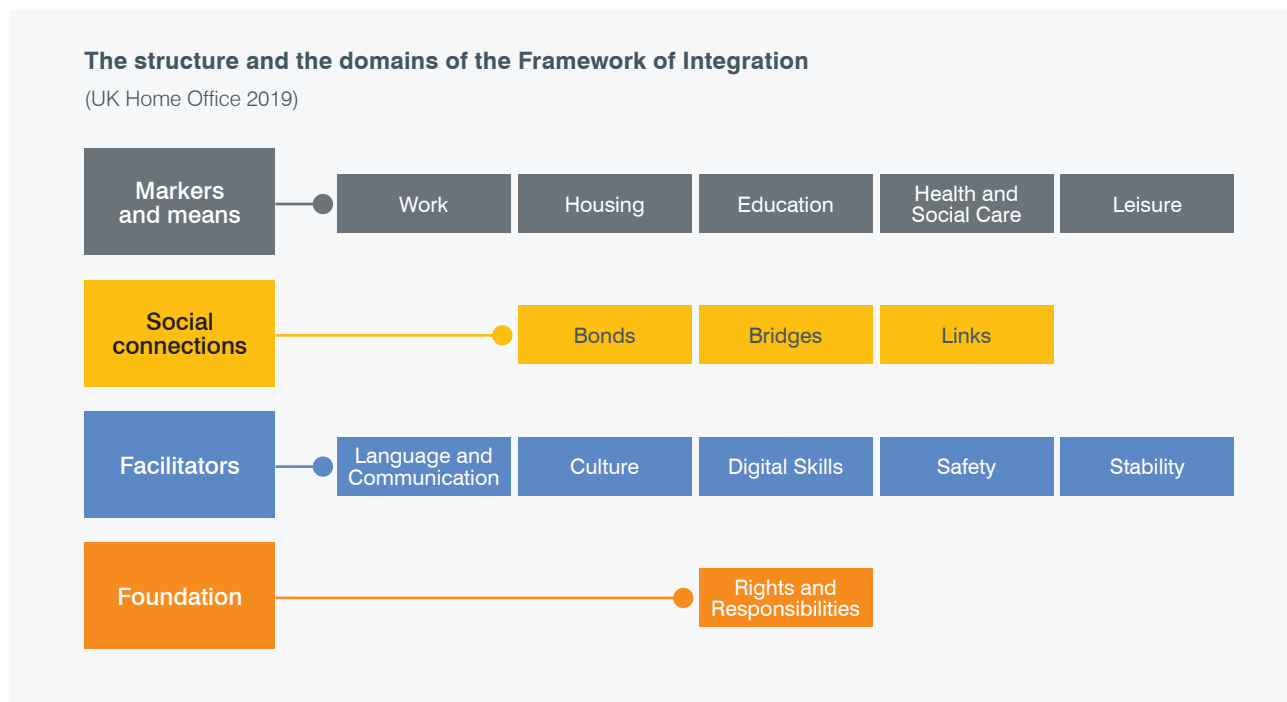 The structure and the domains of the Framework of Integration
(UK Home Office 2019)
Markers
and means
Work
Housing
Education
Health and
Social Care
Leisure
Social
connections
Bonds
Bridges
Links
Facilitators
Language and
Communication
Culture
Digital Skills
Safety
Stability
Foundation
Rights and
Responsibilities